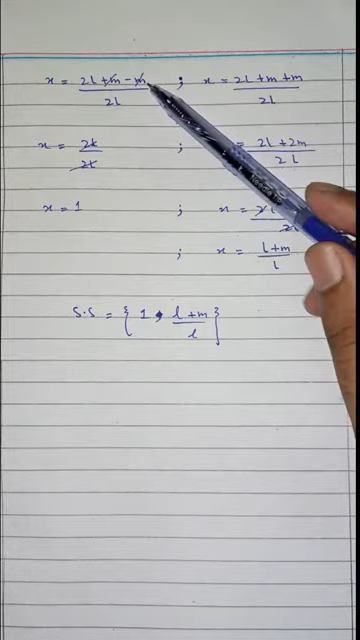 x = 2l + m - m / 2l ; x = 2l + m + m / 2l
x = 2l / 2l ; = 2l + 2m / 2l
x = 1 ; x =
; x = l + m / l
S.S = { 1 , l + m / l }